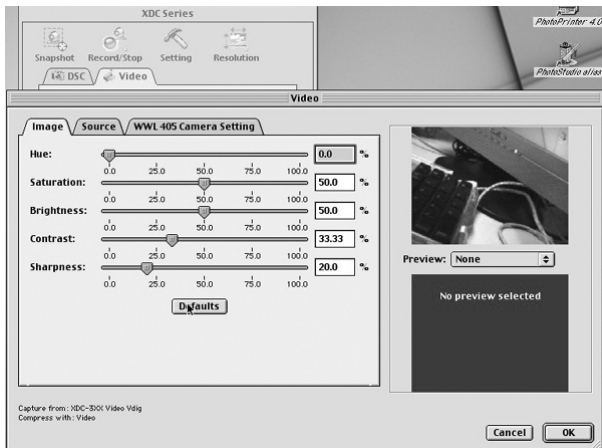 XDC Series
PhotoPrinter 4.0
Snapshot Record/Stop Setting Resolution
PhotoStudio alias
DSC Video
Video
Image Source WWL 405 Camera Setting
Hue: 0.0 %
0.0 25.0 50.0 75.0 100.0
Saturation: 50.0 %
0.0 25.0 50.0 75.0 100.0
Brightness: 50.0 %
0.0 25.0 50.0 75.0 100.0
Contrast: 33.33 %
0.0 25.0 50.0 75.0 100.0
Sharpness: 20.0 %
0.0 25.0 50.0 75.0 100.0
Defaults
Preview: None
No preview selected
Capture from: XDC-3XX Video Vdig
Compress with: Video
Cancel OK